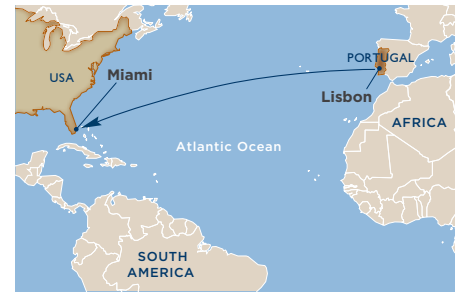 PORTUGAL
USA
Miami
Lisbon
AFRICA
Atlantic Ocean
SOUTH
AMERICA